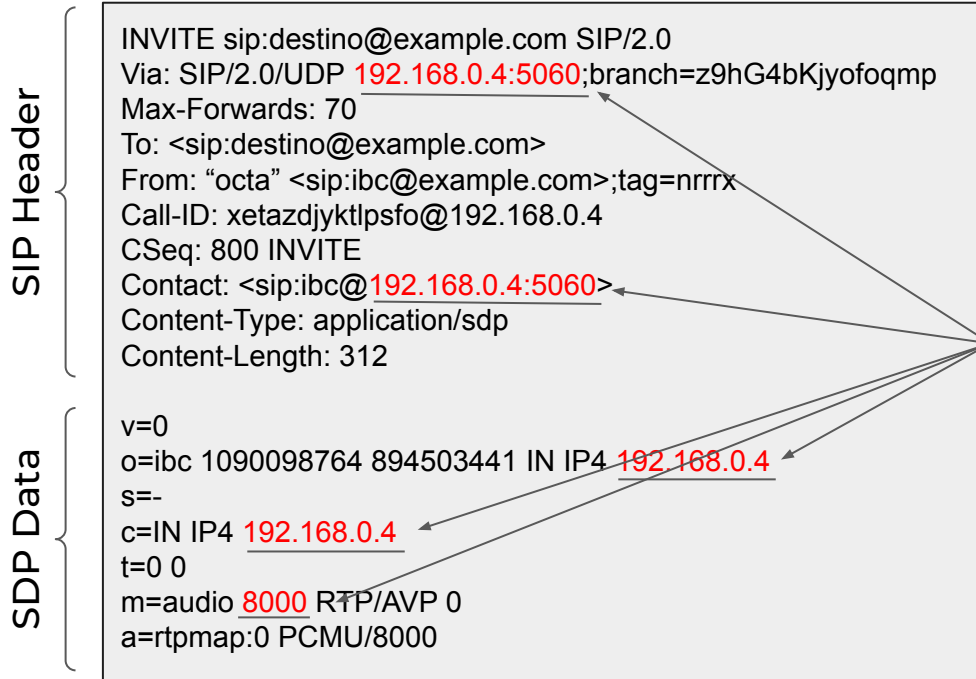 SIP Header
INVITE sip:destino@example.com SIP/2.0
Via: SIP/2.0/UDP 192.168.0.4:5060;branch=z9hG4bKjyofoqmp
Max-Forwards: 70
To: <sip:destino@example.com>
From: “octa” <sip:ibc@example.com>;tag=nrrrx
Call-ID: xetazdjyktlpsfo@192.168.0.4
CSeq: 800 INVITE
Contact: <sip:ibc@192.168.0.4:5060>
Content-Type: application/sdp
Content-Length: 312
SDP Data
v=0
o=ibc 1090098764 894503441 IN IP4 192.168.0.4
s=-
c=IN IP4 192.168.0.4
t=0 0
m=audio 8000 RTP/AVP 0
a=rtpmap:0 PCMU/8000